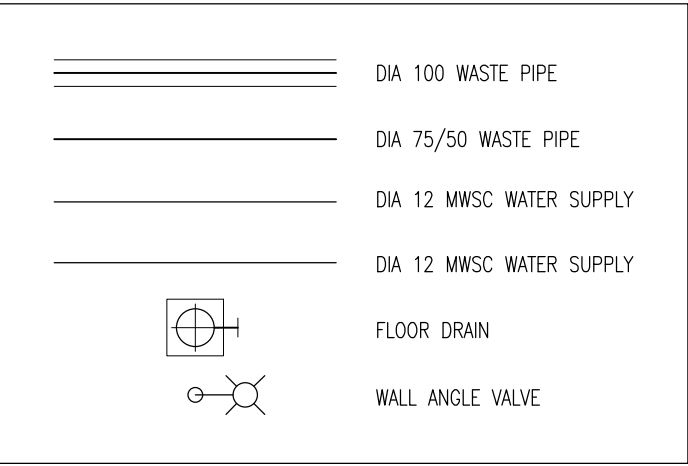 DIA 100 WASTE PIPE
DIA 75/50 WASTE PIPE
DIA 12 MWSC WATER SUPPLY
DIA 12 MWSC WATER SUPPLY
FLOOR DRAIN
WALL ANGLE VALVE